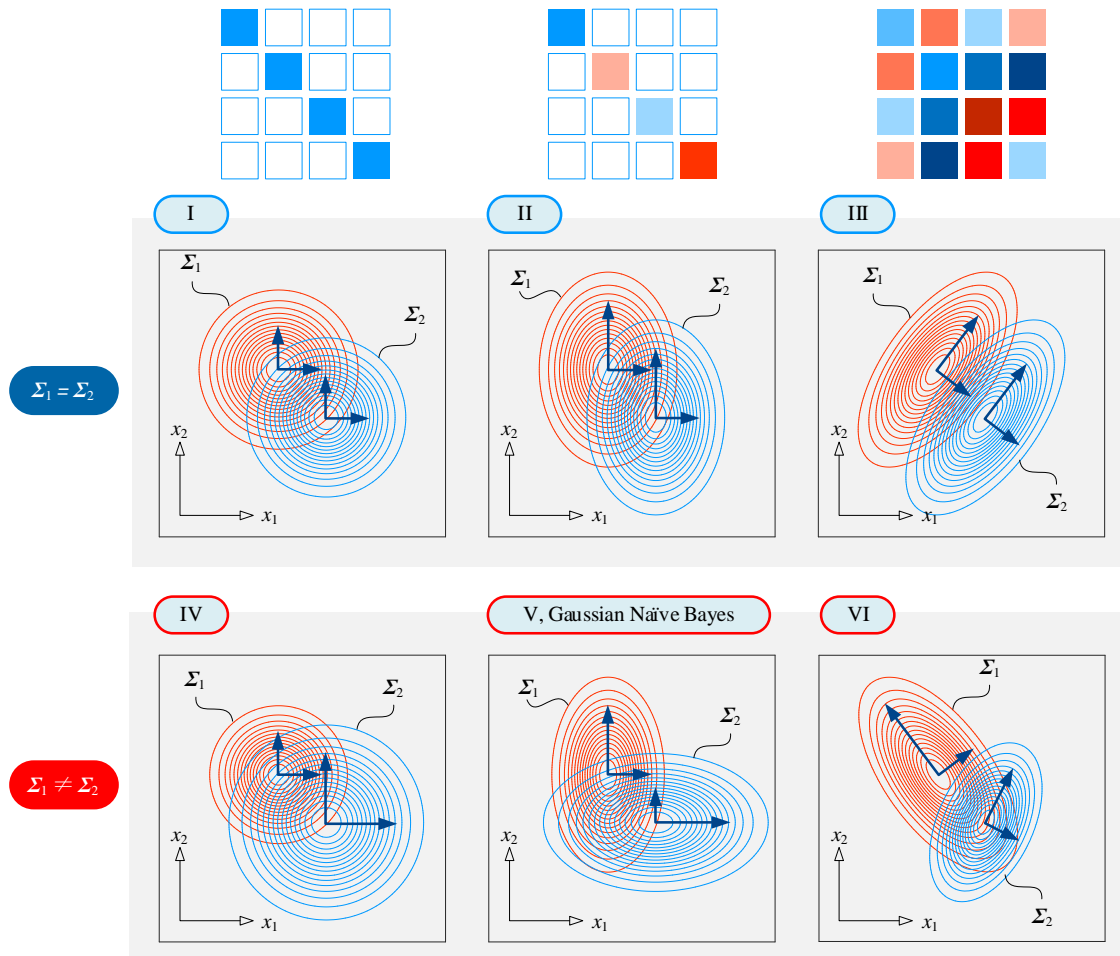 I
II
III
Σ₁
Σ₂
x₂
x₁
Σ₁
Σ₂
x₂
x₁
Σ₁
Σ₂
x₂
x₁
Σ₁ = Σ₂
IV
V, Gaussian Naïve Bayes
VI
Σ₁
Σ₂
x₂
x₁
Σ₁
Σ₂
x₂
x₁
Σ₁
Σ₂
x₂
x₁
Σ₁ ≠ Σ₂